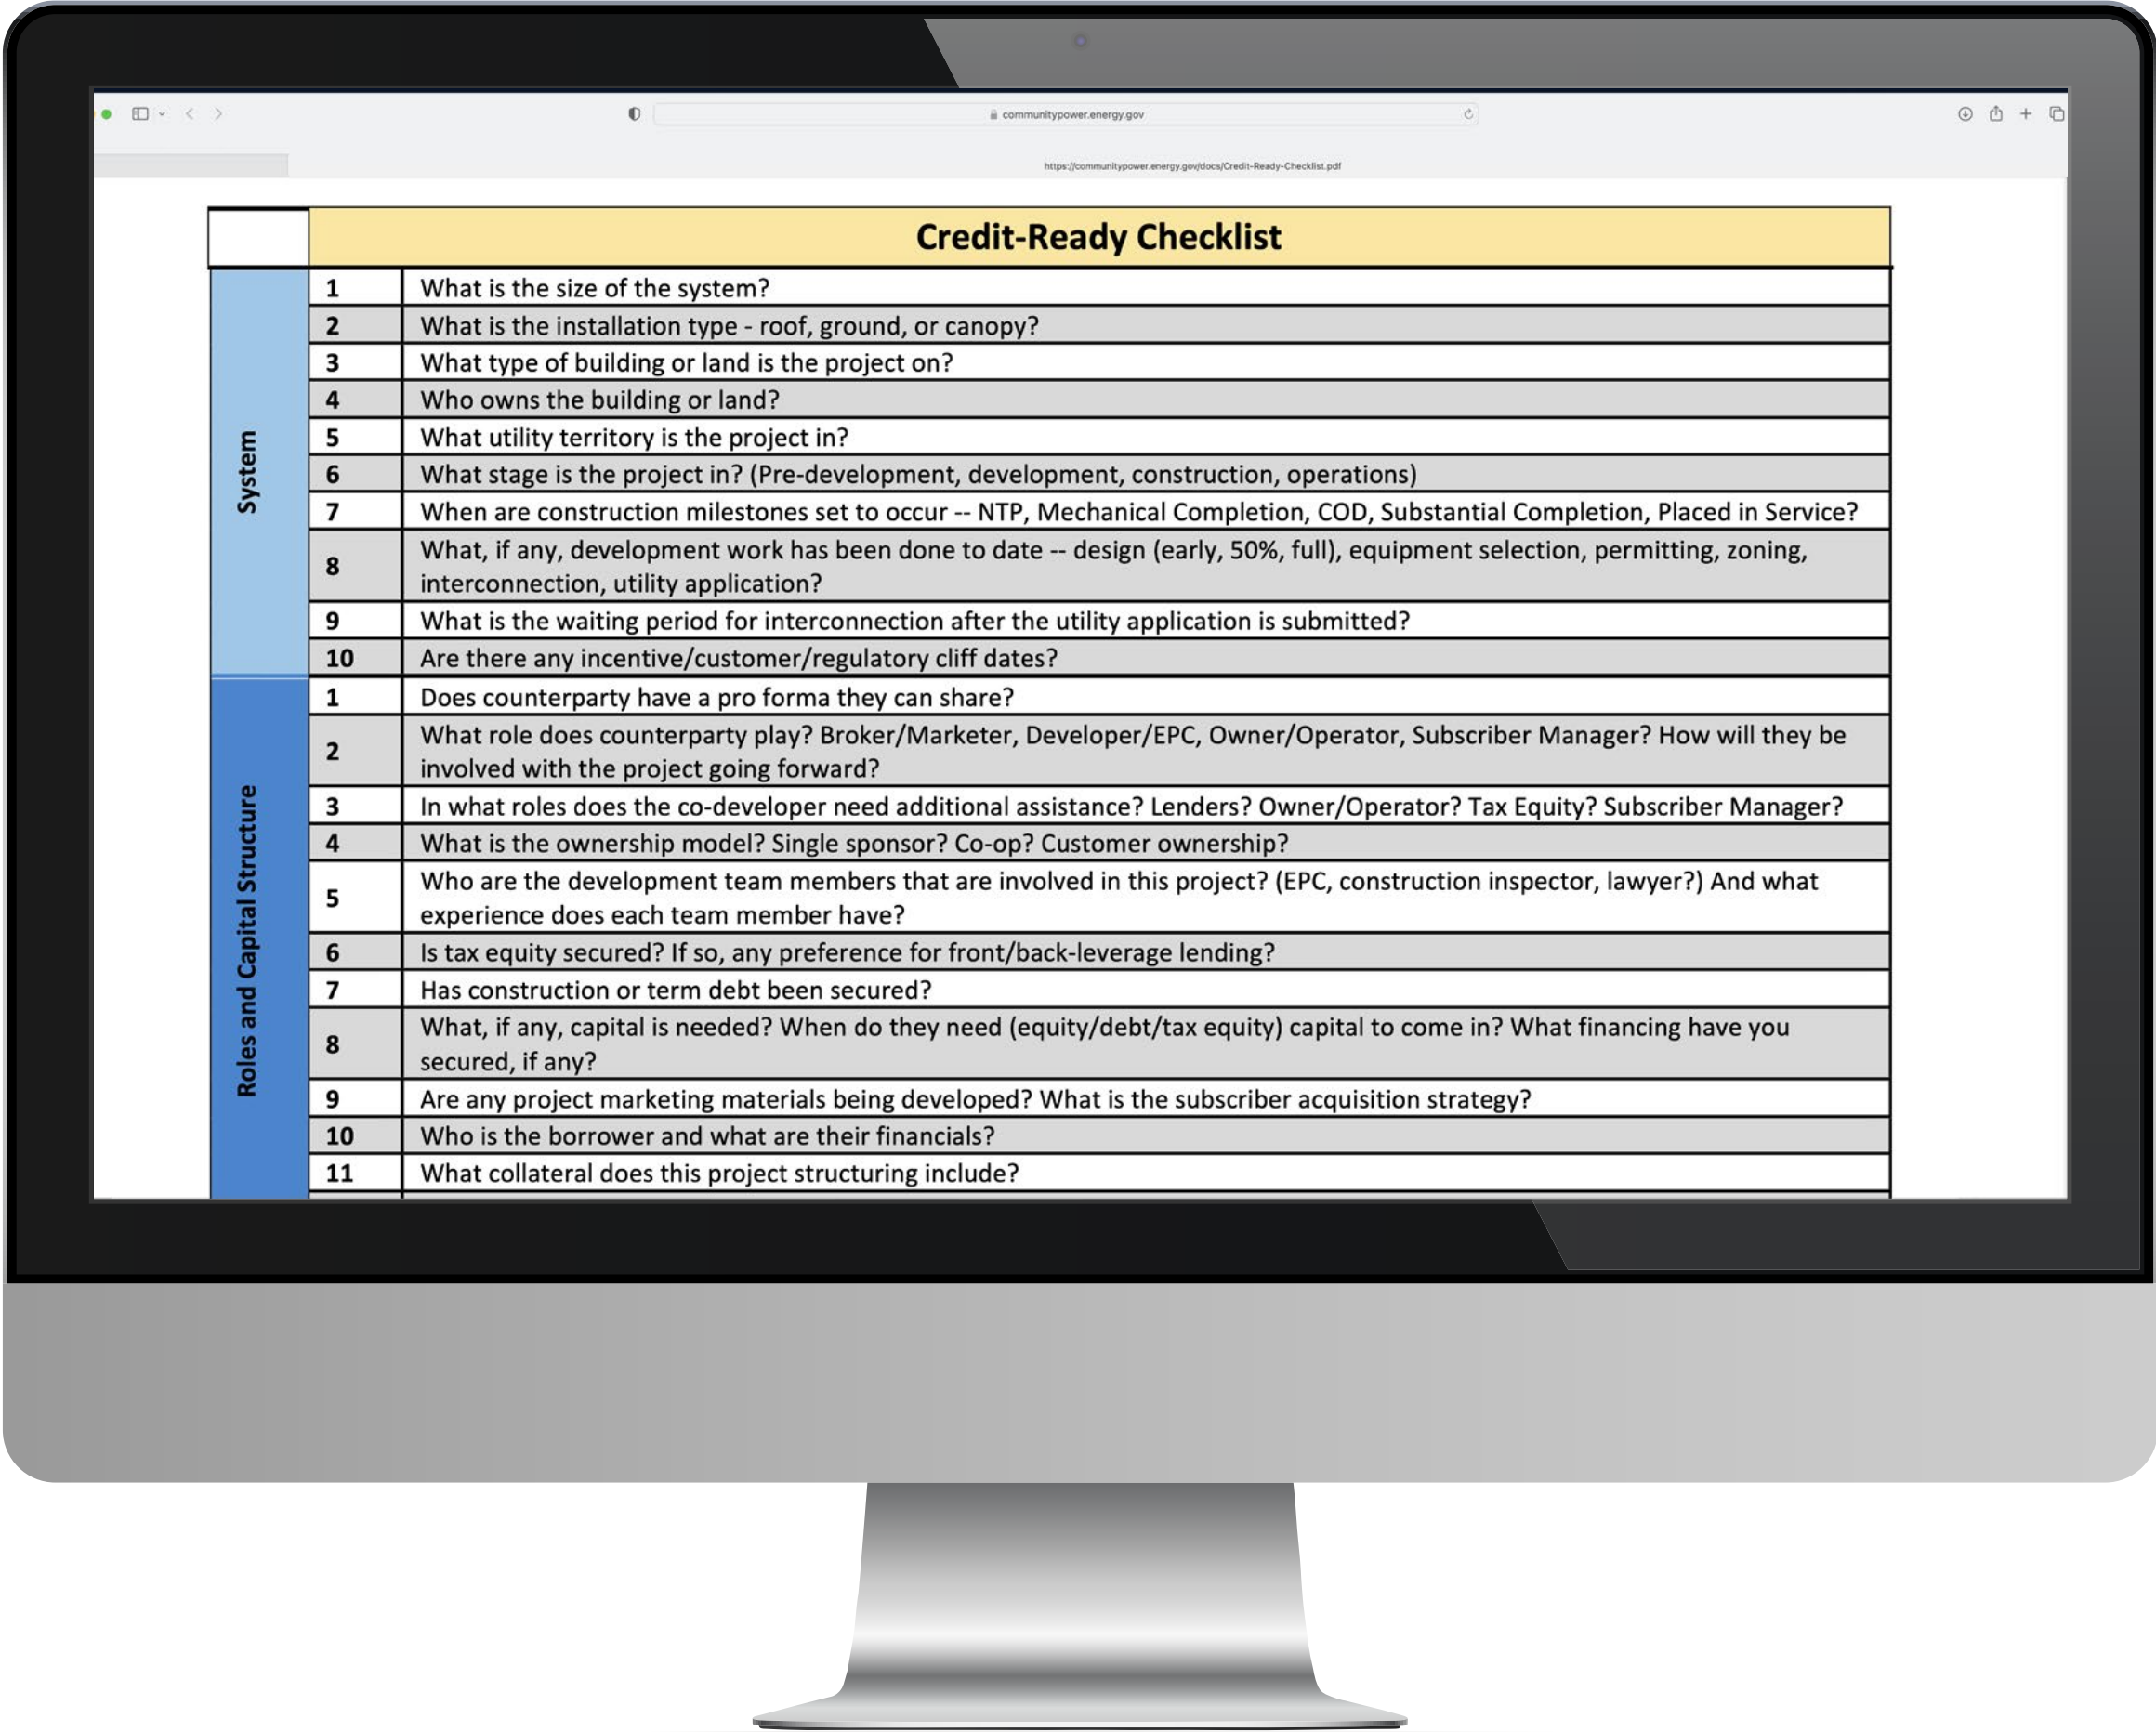 communitypower.energy.gov
https://communitypower.energy.gov/docs/Credit-Ready-Checklist.pdf
Credit-Ready Checklist
System
1 What is the size of the system?
2 What is the installation type - roof, ground, or canopy?
3 What type of building or land is the project on?
4 Who owns the building or land?
5 What utility territory is the project in?
6 What stage is the project in? (Pre-development, development, construction, operations)
7 When are construction milestones set to occur -- NTP, Mechanical Completion, COD, Substantial Completion, Placed in Service?
8 What, if any, development work has been done to date -- design (early, 50%, full), equipment selection, permitting, zoning,
interconnection, utility application?
9 What is the waiting period for interconnection after the utility application is submitted?
10 Are there any incentive/customer/regulatory cliff dates?
Roles and Capital Structure
1 Does counterparty have a pro forma they can share?
2 What role does counterparty play? Broker/Marketer, Developer/EPC, Owner/Operator, Subscriber Manager? How will they be
involved with the project going forward?
3 In what roles does the co-developer need additional assistance? Lenders? Owner/Operator? Tax Equity? Subscriber Manager?
4 What is the ownership model? Single sponsor? Co-op? Customer ownership?
5 Who are the development team members that are involved in this project? (EPC, construction inspector, lawyer?) And what
experience does each team member have?
6 Is tax equity secured? If so, any preference for front/back-leverage lending?
7 Has construction or term debt been secured?
8 What, if any, capital is needed? When do they need (equity/debt/tax equity) capital to come in? What financing have you
secured, if any?
9 Are any project marketing materials being developed? What is the subscriber acquisition strategy?
10 Who is the borrower and what are their financials?
11 What collateral does this project structuring include?